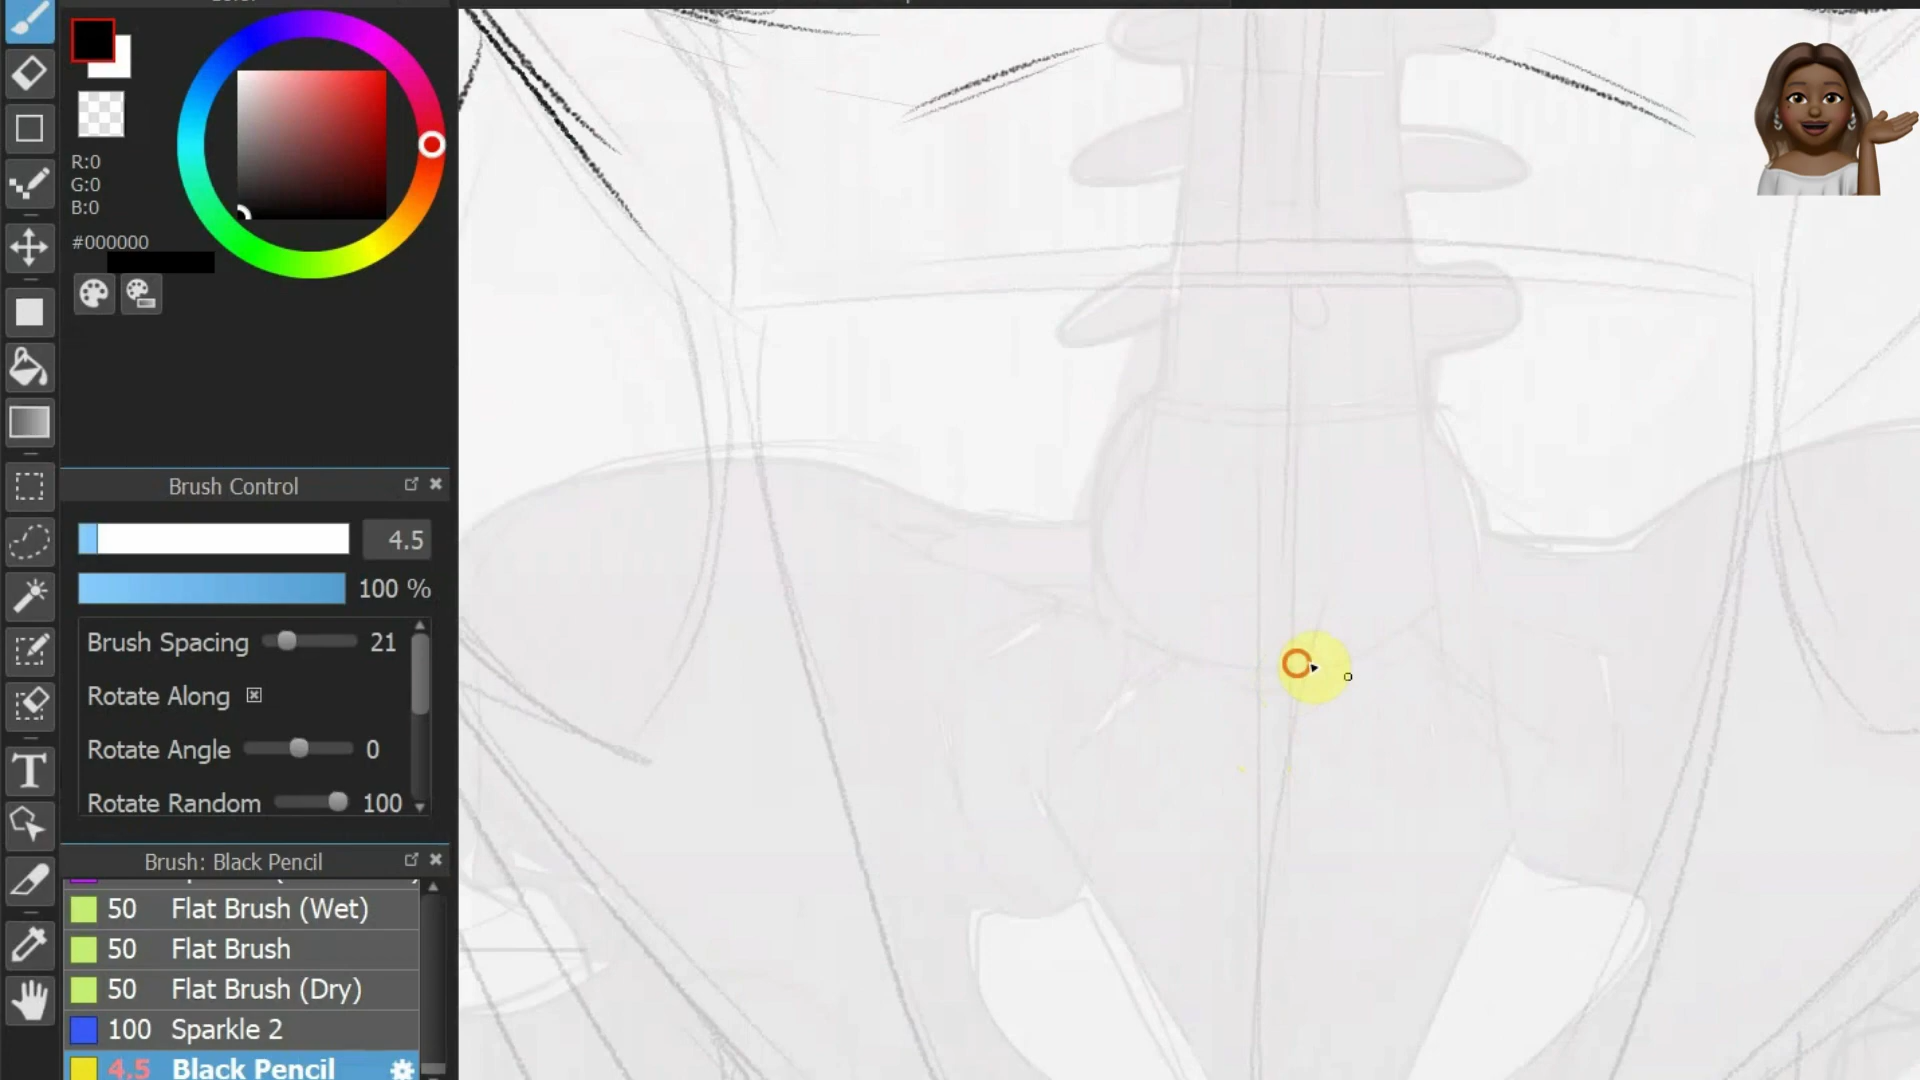 R:0
G:0
B:0
#000000
Brush Control
4.5
100 %
Brush Spacing 21
Rotate Along
Rotate Angle 0
Rotate Random 100
Brush: Black Pencil
50 Flat Brush (Wet)
50 Flat Brush
50 Flat Brush (Dry)
100 Sparkle 2
4.5 Black Pencil
T